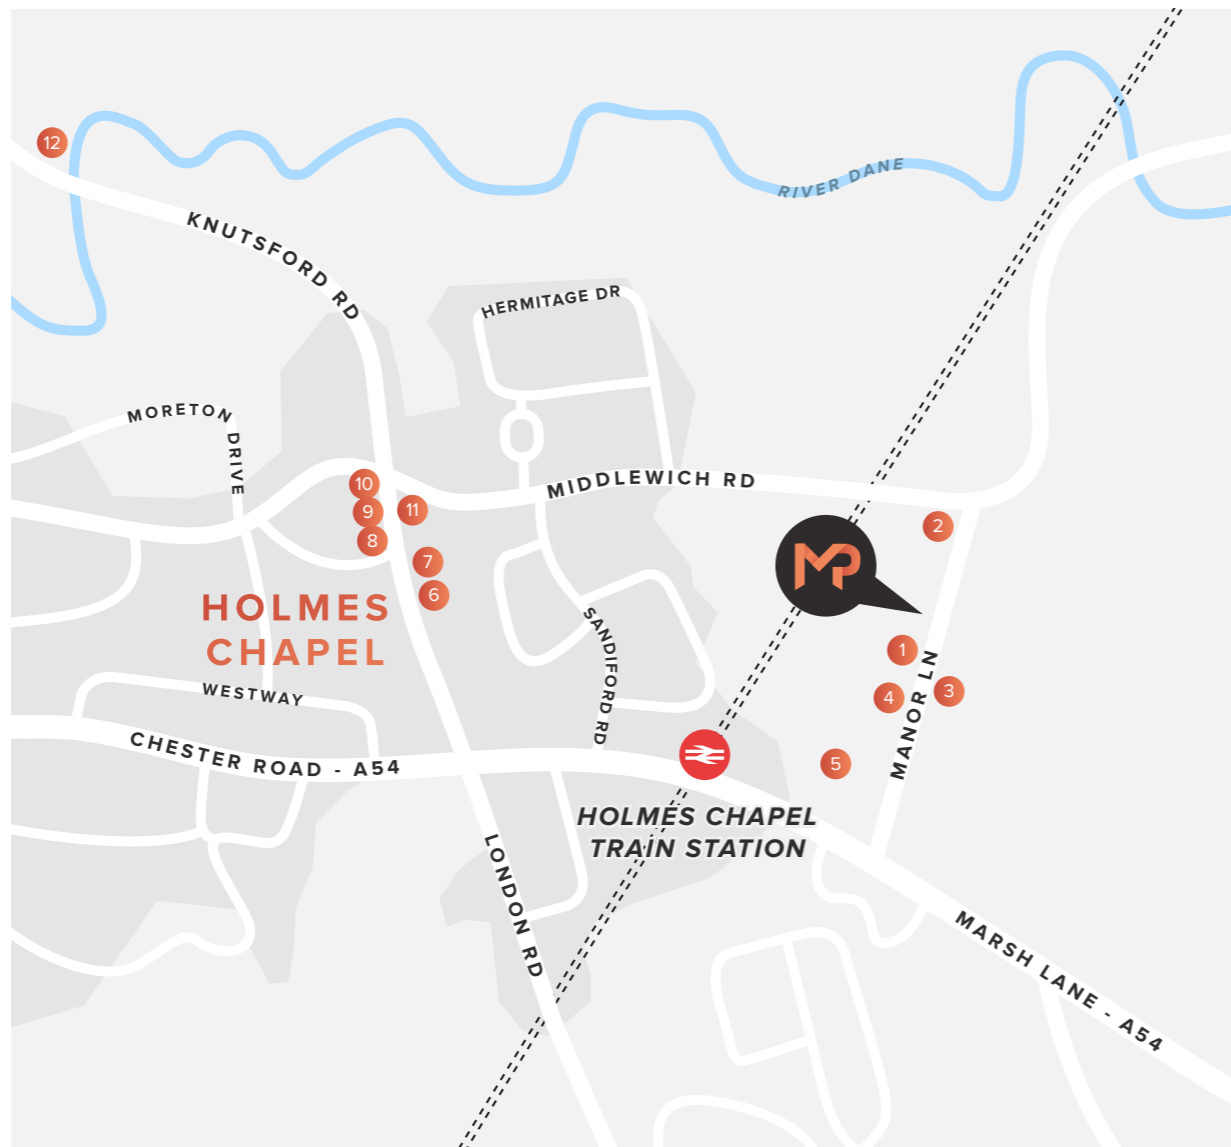 12
RIVER DANE
KNUTSFORD RD
HERMITAGE DR
MORETON
DRIVE
10
MIDDLEWICH RD
9
11
2
8
7
MP
6
HOLMES
CHAPEL
SANDIFORD RD
1
WESTWAY
4
3
MANOR LN
CHESTER ROAD - A54
5
HOLMES CHAPEL
TRAIN STATION
LONDON RD
MARSH LANE - A54